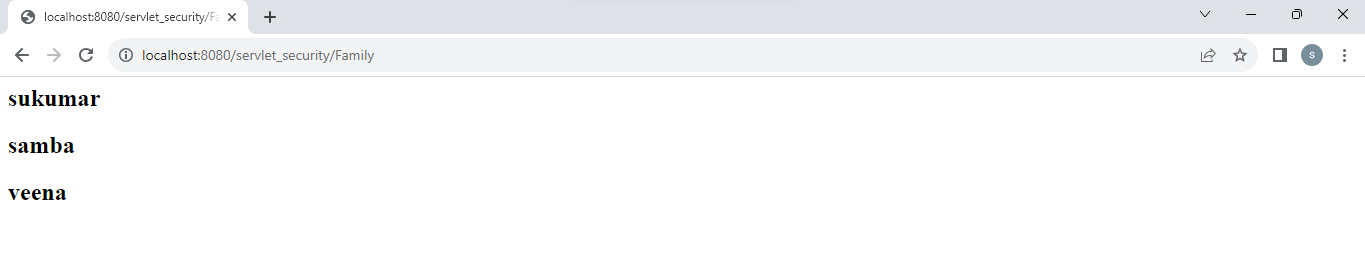 localhost:8080/servlet_security/Fa
localhost:8080/servlet_security/Family
S
sukumar
samba
veena